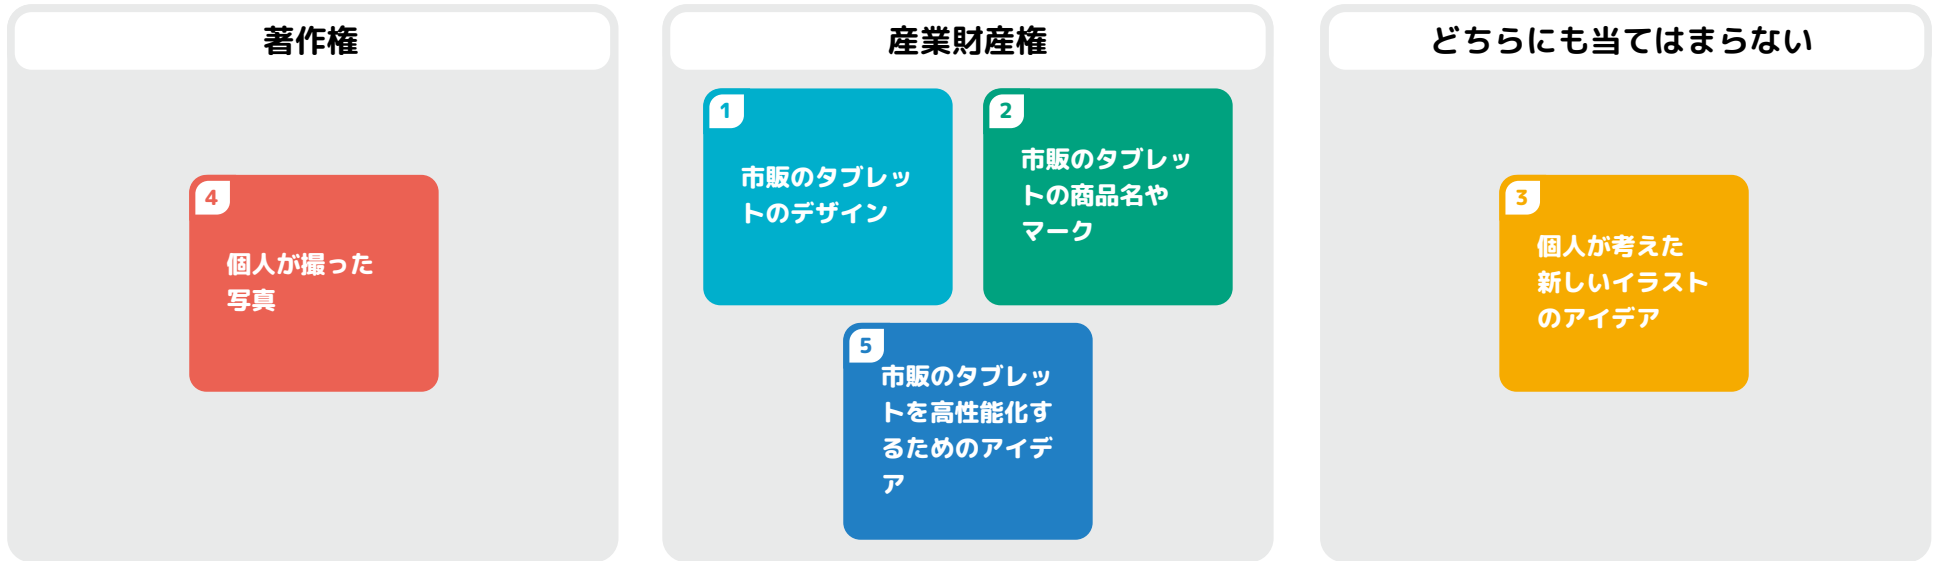 著作権
4
個人が撮った
写真
産業財産権
1
市販のタブレッ
トのデザイン
2
市販のタブレッ
トの商品名や
マーク
5
市販のタブレッ
トを高性能化す
るためのアイデ
ア
どちらにも当てはまらない
3
個人が考えた
新しいイラスト
のアイデア